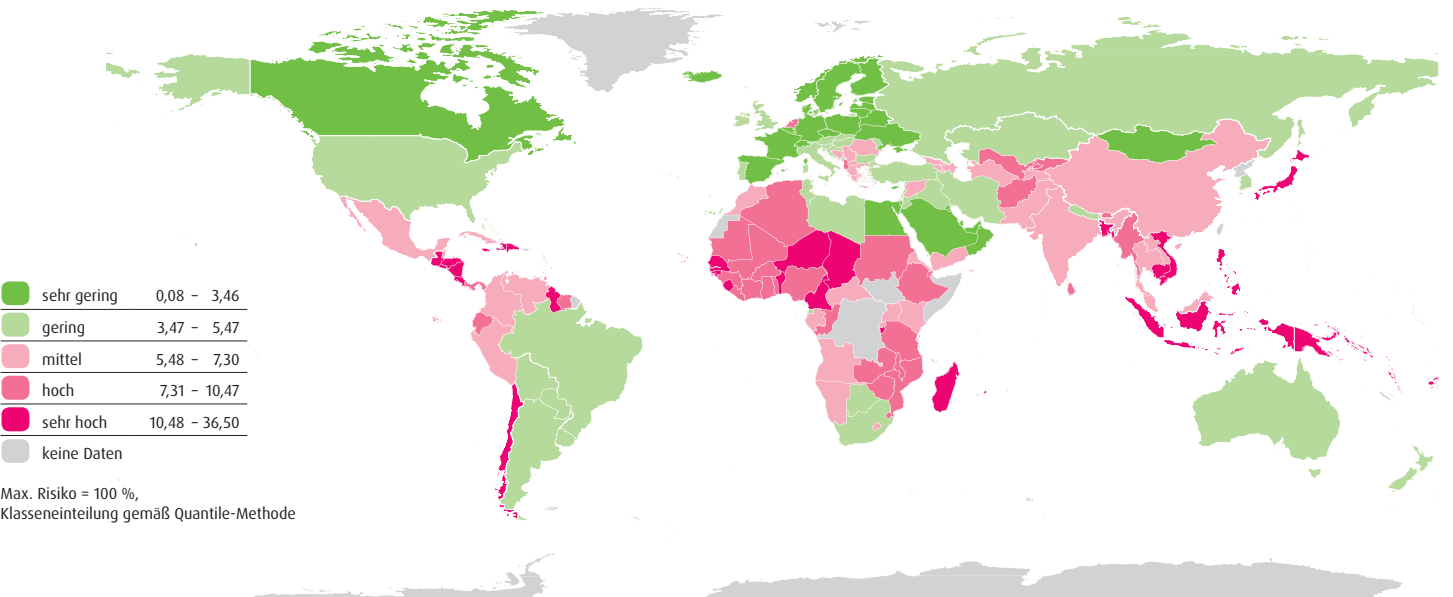 sehr gering 0,08 – 3,46
gering 3,47 – 5,47
mittel 5,48 – 7,30
hoch 7,31 – 10,47
sehr hoch 10,48 – 36,50
keine Daten
Max. Risiko = 100 %,
Klasseneinteilung gemäß Quantile-Methode